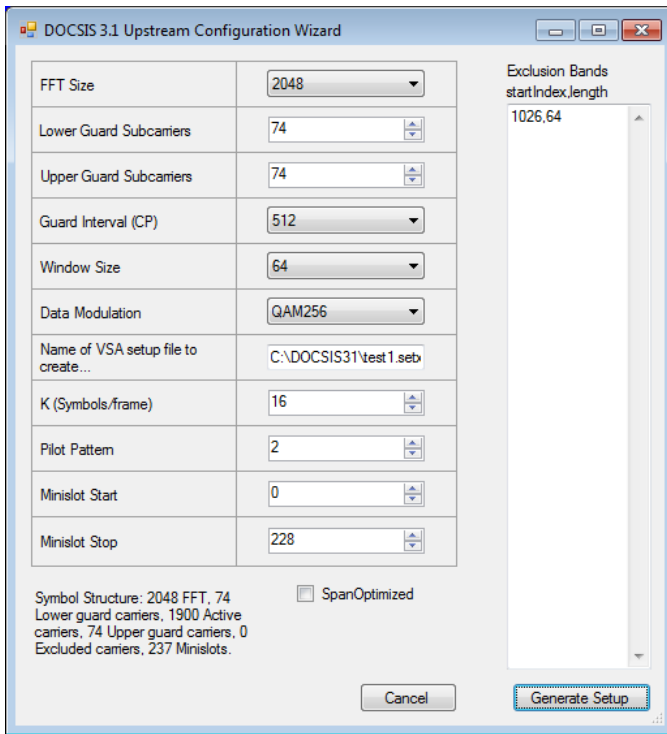 DOCSIS 3.1 Upstream Configuration Wizard
FFT Size
2048
Lower Guard Subcarriers
74
Upper Guard Subcarriers
74
Guard Interval (CP)
512
Window Size
64
Data Modulation
QAM256
Name of VSA setup file to
create...
C:\DOCSIS31\test1.setx
K (Symbols/frame)
16
Pilot Pattern
2
Minislot Start
0
Minislot Stop
228
Symbol Structure: 2048 FFT, 74
Lower guard carriers, 1900 Active
carriers, 74 Upper guard carriers, 0
Excluded carriers, 237 Minislots.
SpanOptimized
Exclusion Bands
startIndex,length
1026,64
Cancel
Generate Setup